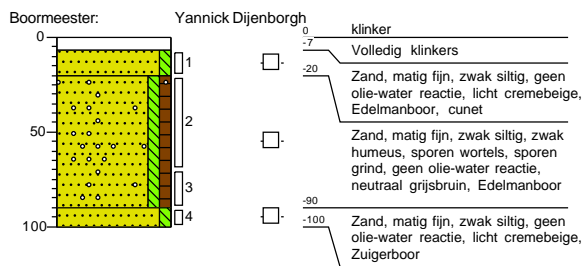 Boormeester: Yannick Dijenborgh
0
50
100
1
2
3
4
0 klinker
-7 Volledig klinkers
-20 Zand, matig fijn, zwak siltig, geen
olie-water reactie, licht cremebeige,
Edelmanboor, cunet
Zand, matig fijn, zwak siltig, zwak
humeus, sporen wortels, sporen
grind, geen olie-water reactie,
neutraal grijsbruin, Edelmanboor
-90
-100 Zand, matig fijn, zwak siltig, geen
olie-water reactie, licht cremebeige,
Zuigerboor